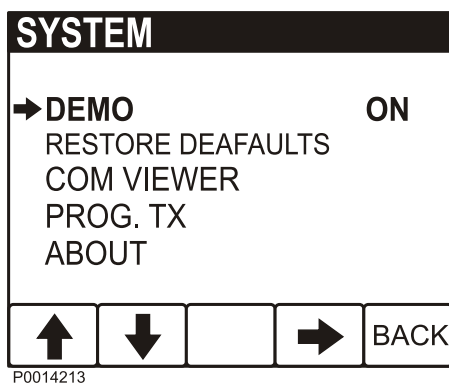 SYSTEM
DEMO ON
RESTORE DEAFAULTS
COM VIEWER
PROG. TX
ABOUT
BACK
P0014213